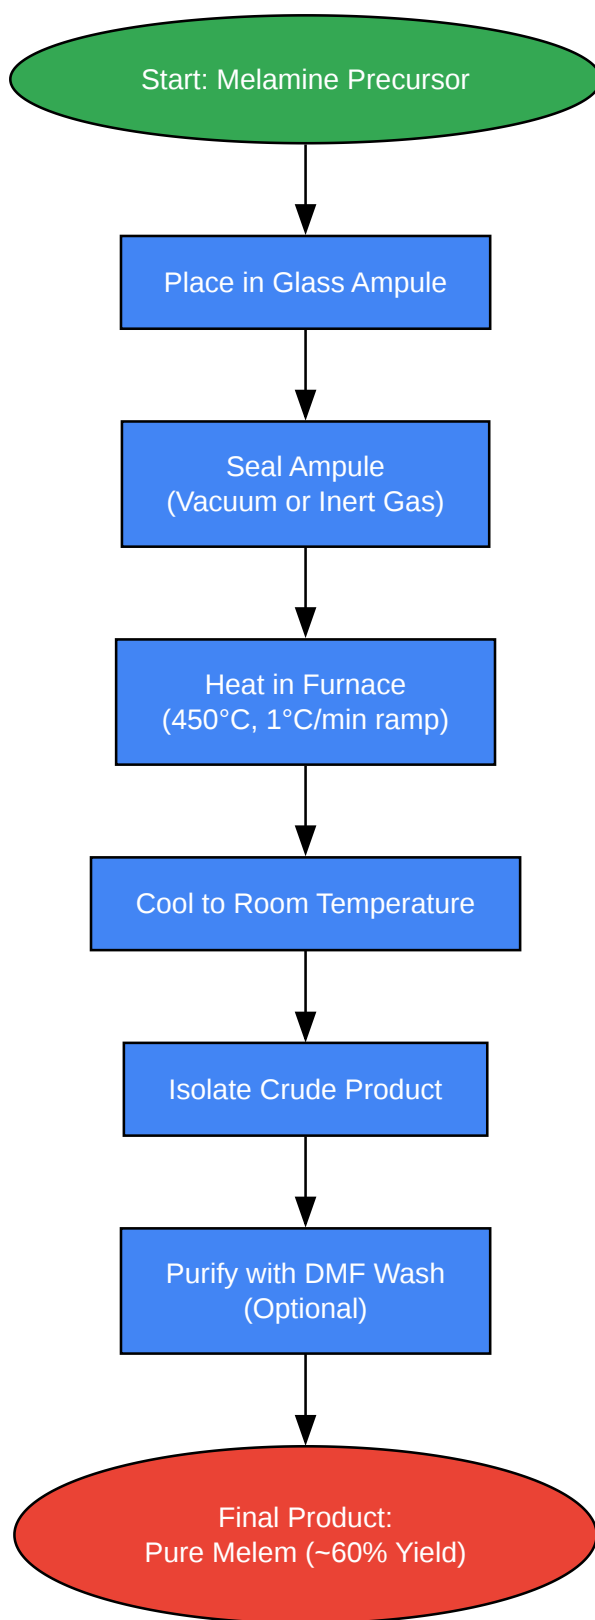 Start: Melamine Precursor
Place in Glass Ampule
Seal Ampule
(Vacuum or Inert Gas)
Heat in Furnace
(450°C, 1°C/min ramp)
Cool to Room Temperature
Isolate Crude Product
Purify with DMF Wash
(Optional)
Final Product:
Pure Melem (~60% Yield)